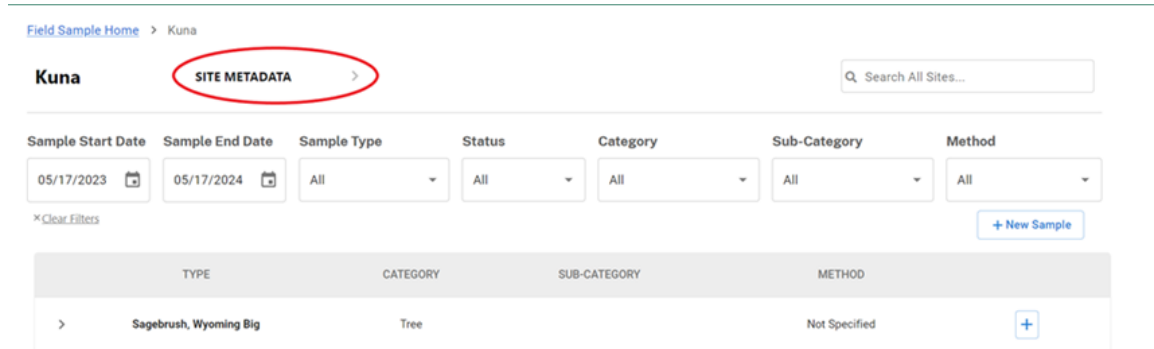 Field Sample Home > Kuna
Kuna SITE METADATA >
Search All Sites...
Sample Start Date Sample End Date Sample Type Status Category Sub-Category Method
05/17/2023 05/17/2024 All All All All All
×Clear Filters
+ New Sample
TYPE CATEGORY SUB-CATEGORY METHOD
> Sagebrush, Wyoming Big Tree Not Specified +